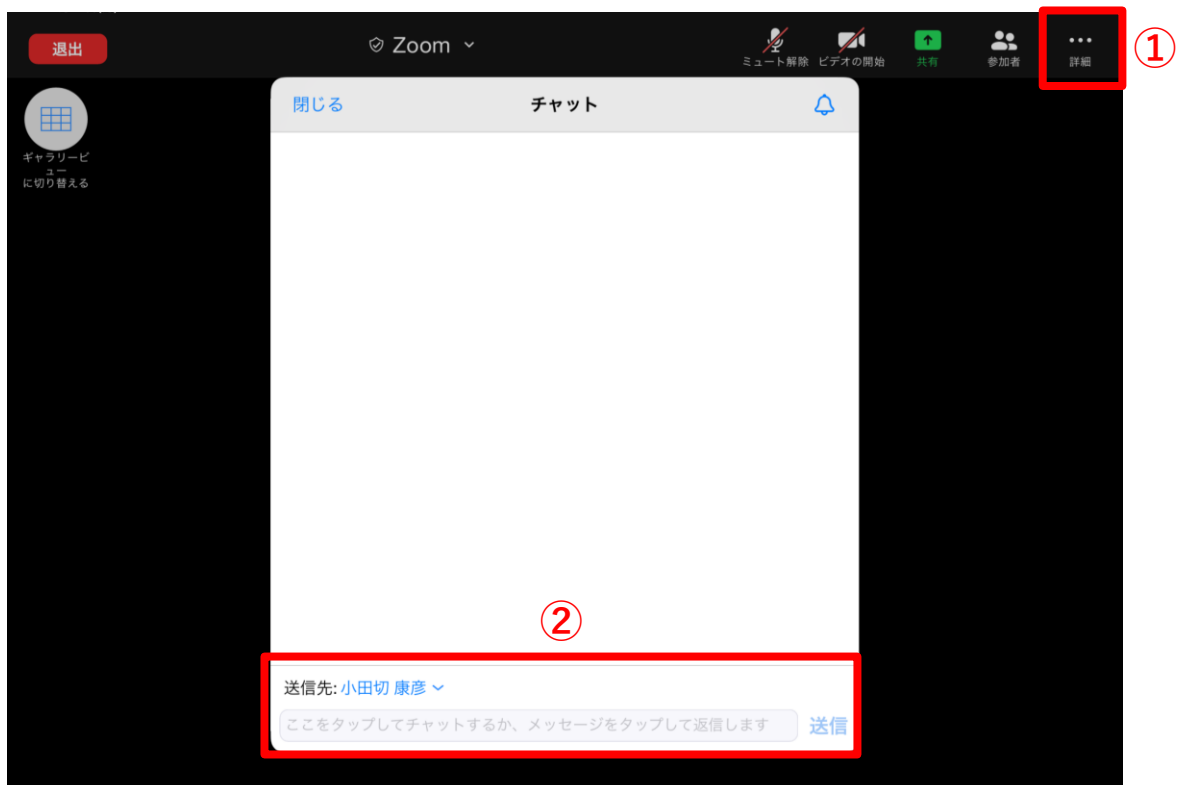 退出
Zoom
ミュート解除 ビデオの開始 共有 参加者 詳細
①
閉じる チャット
ギャラリービ
ュー
に切り替える
②
送信先: 小田切 康彦
ここをタップしてチャットするか、メッセージをタップして返信します 送信